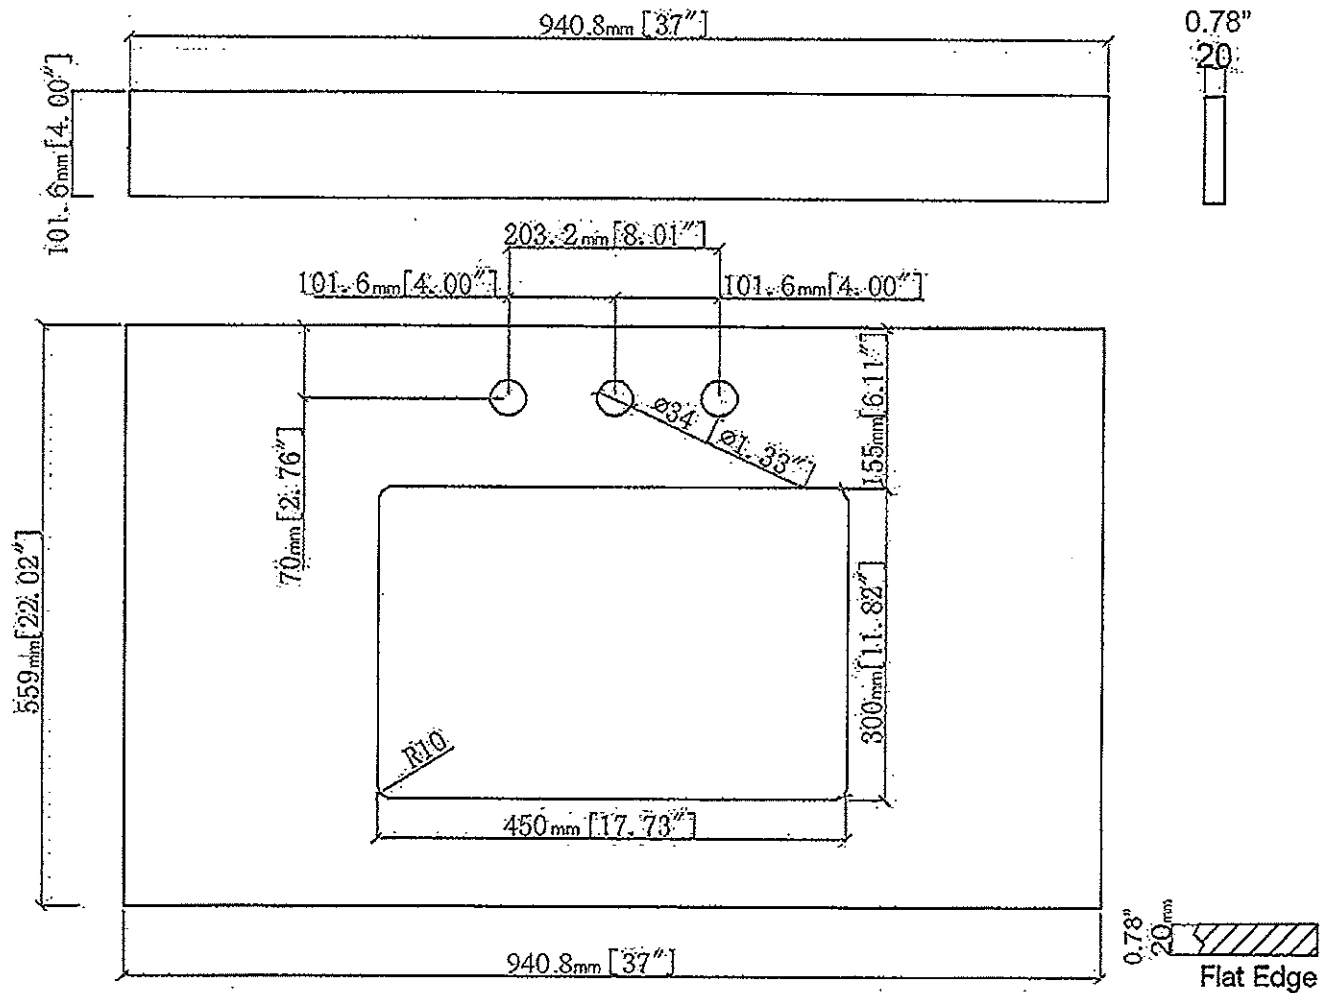 940.8mm [37"]
0.78"
20
101.6mm[4.00"]
203.2mm[8.01"]
101.6mm[4.00"]
101.6mm[4.00"]
155mm[6.11"]
ø34
ø1.33"
70mm[2.76"]
559mm[22.02"]
300mm[11.82"]
R10
450mm [17.73"]
0.78"
20mm
940.8mm [37"]
Flat Edge